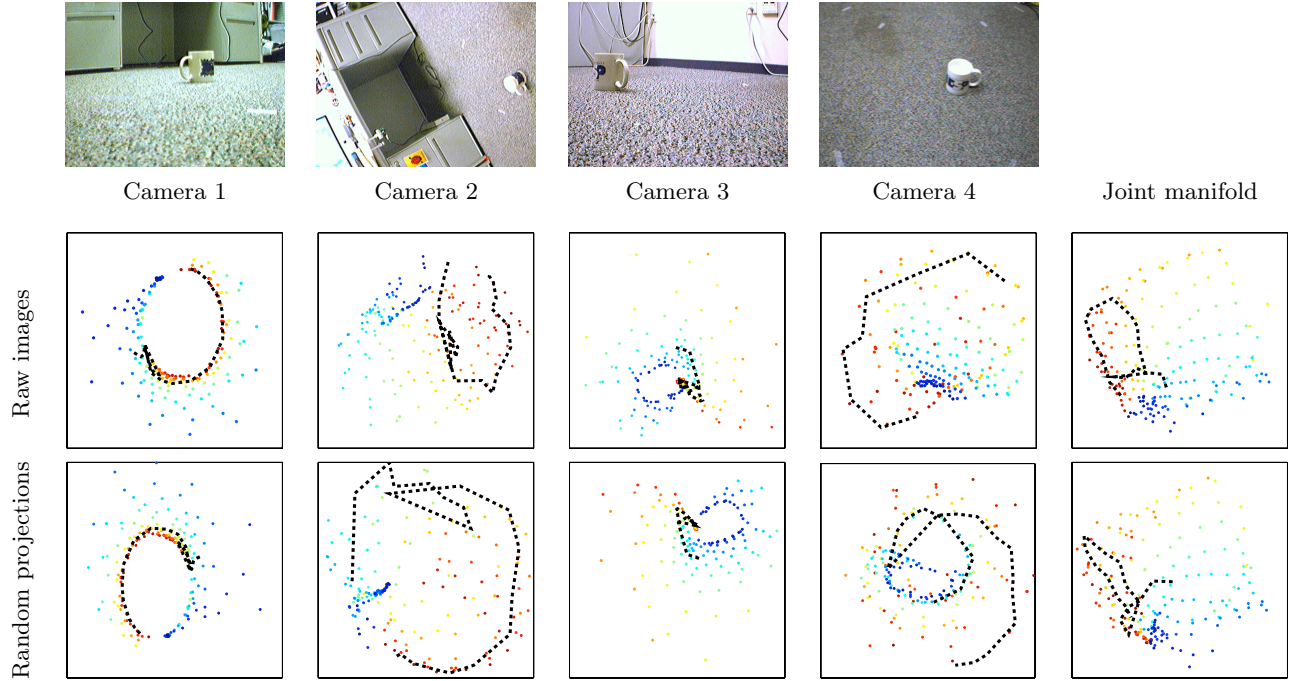 Camera 1
Camera 2
Camera 3
Camera 4
Joint manifold
Raw images
Random projections